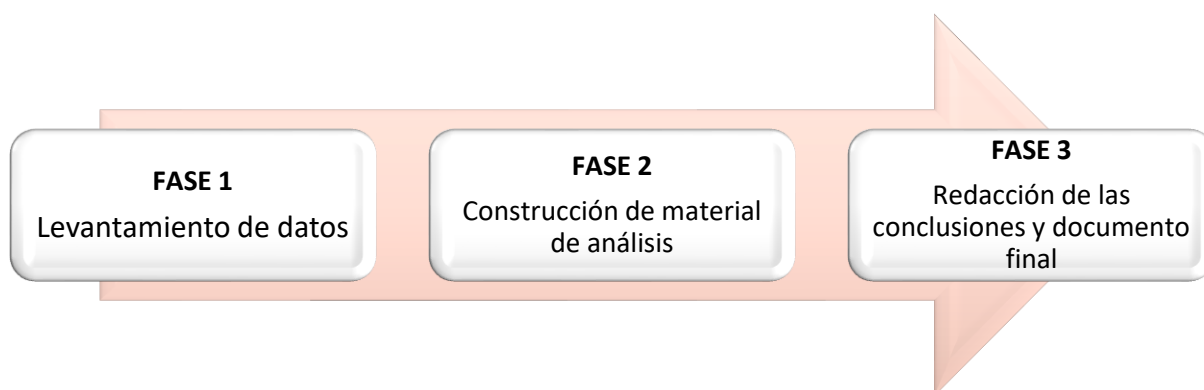 FASE 1
Levantamiento de datos
FASE 2
Construcción de material
de análisis
FASE 3
Redacción de las
conclusiones y documento
final